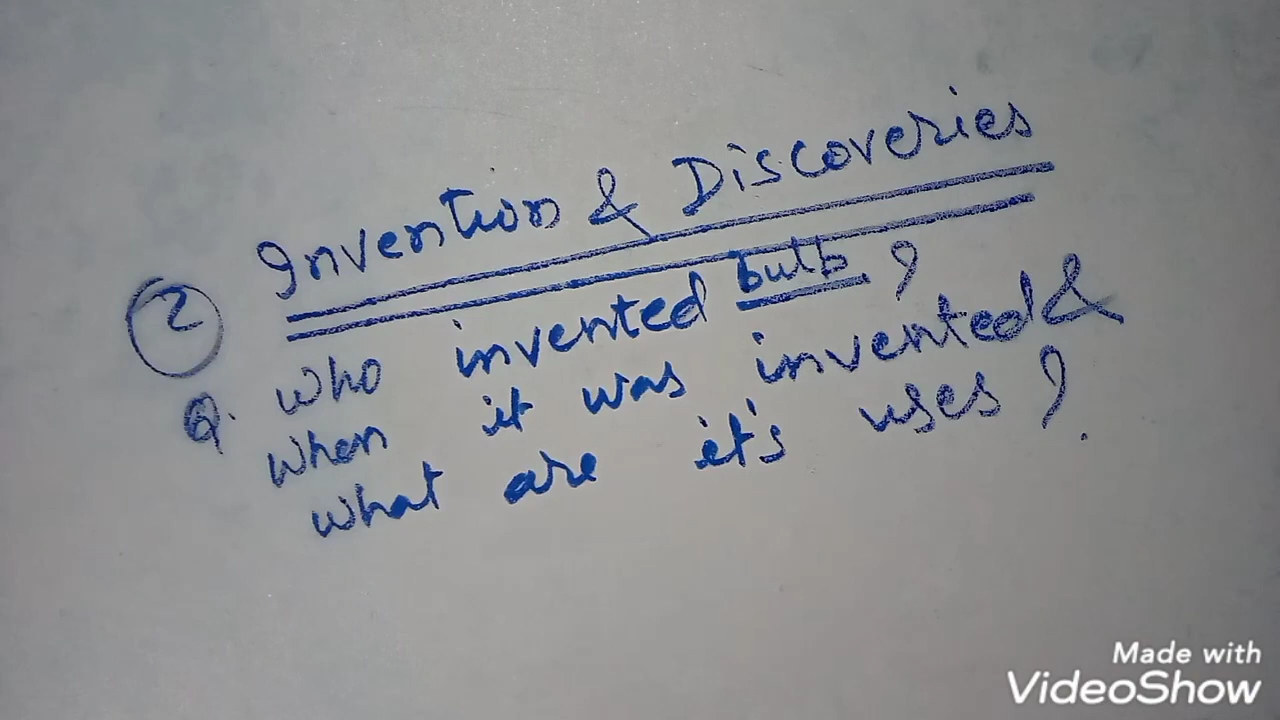 ② Invention & Discoveries
Q. Who invented bulb?
When it was invented &
What are it's uses?
Made with
VideoShow